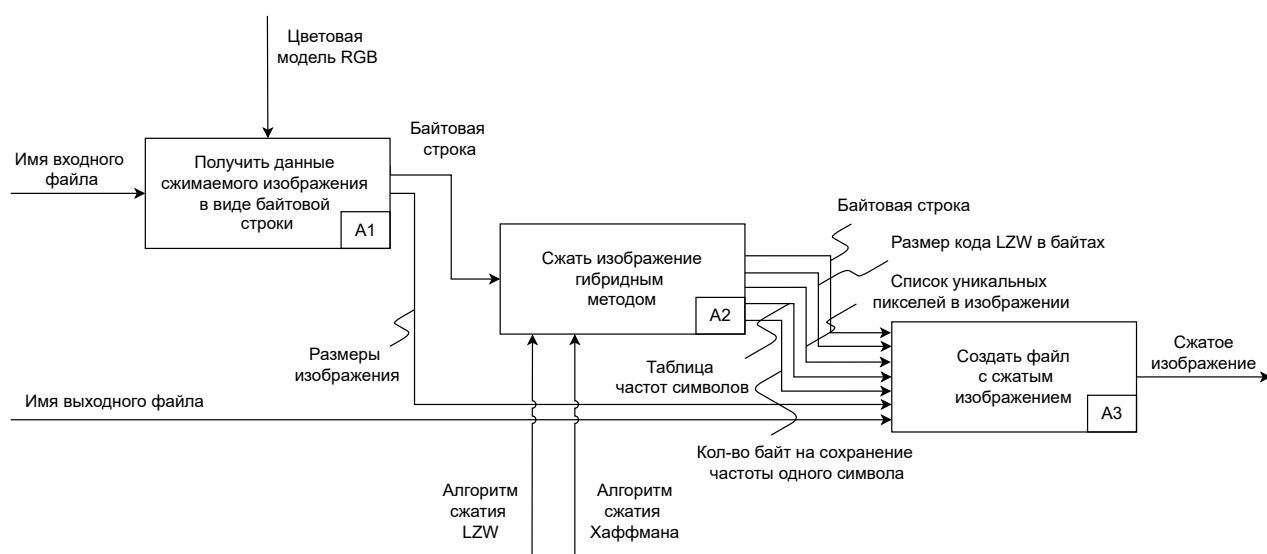 Цветовая
модель RGB
Имя входного
файла
Получить данные
сжимаемого изображения
в виде байтовой
строки
A1
Байтовая
строка
Сжать изображение
гибридным
методом
A2
Байтовая строка
Размер кода LZW в байтах
Список уникальных
пикселей в изображении
Размеры
изображения
Таблица
частот символов
Создать файл
с сжатым
изображением
A3
Сжатое
изображение
Имя выходного файла
Кол-во байт на сохранение
частоты одного символа
Алгоритм
сжатия
LZW
Алгоритм
сжатия
Хаффмана